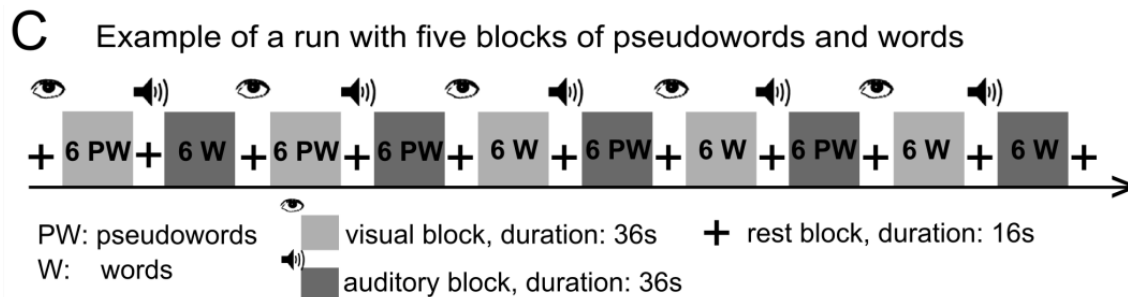 C Example of a run with five blocks of pseudowords and words
+ 6 PW + 6 W + 6 PW + 6 PW + 6 W + 6 PW + 6 W + 6 PW + 6 W + 6 W +
PW: pseudowords visual block, duration: 36s + rest block, duration: 16s
W: words
auditory block, duration: 36s